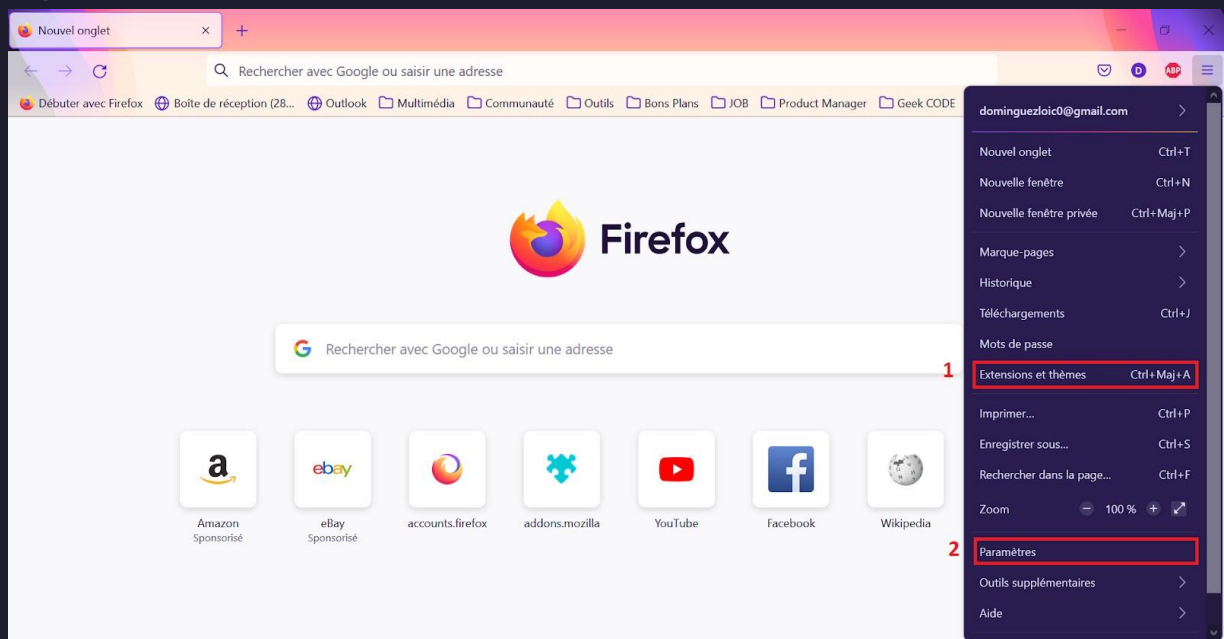 Nouvel onglet
Rechercher avec Google ou saisir une adresse
D
ABP
Débuter avec Firefox Boîte de réception (28... Outlook Multimédia Communauté Outils Bons Plans JOB Product Manager Geek CODE
dominguezloic0@gmail.com
Nouvel onglet Ctrl+T
Nouvelle fenêtre Ctrl+N
Nouvelle fenêtre privée Ctrl+Maj+P
Marque-pages
Historique
Téléchargements Ctrl+J
Mots de passe
1 Extensions et thèmes Ctrl+Maj+A
Imprimer... Ctrl+P
Enregistrer sous... Ctrl+S
Rechercher dans la page... Ctrl+F
Zoom 100 %
2 Paramètres
Outils supplémentaires
Aide
Firefox
Rechercher avec Google ou saisir une adresse
a
ebay
f
Amazon
Sponsorisé
eBay
Sponsorisé
accounts.firefox
addons.mozilla
YouTube
Facebook
Wikipedia